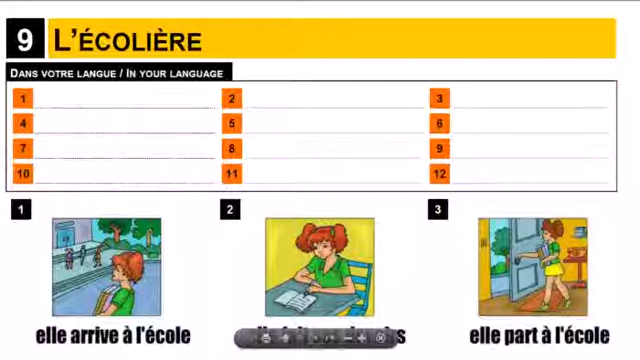 9 L'ÉCOLIÈRE
DANS VOTRE LANGUE / IN YOUR LANGUAGE
1 2 3
4 5 6
7 8 9
10 11 12
1 2 3
elle arrive à l'école
elle part à l'école